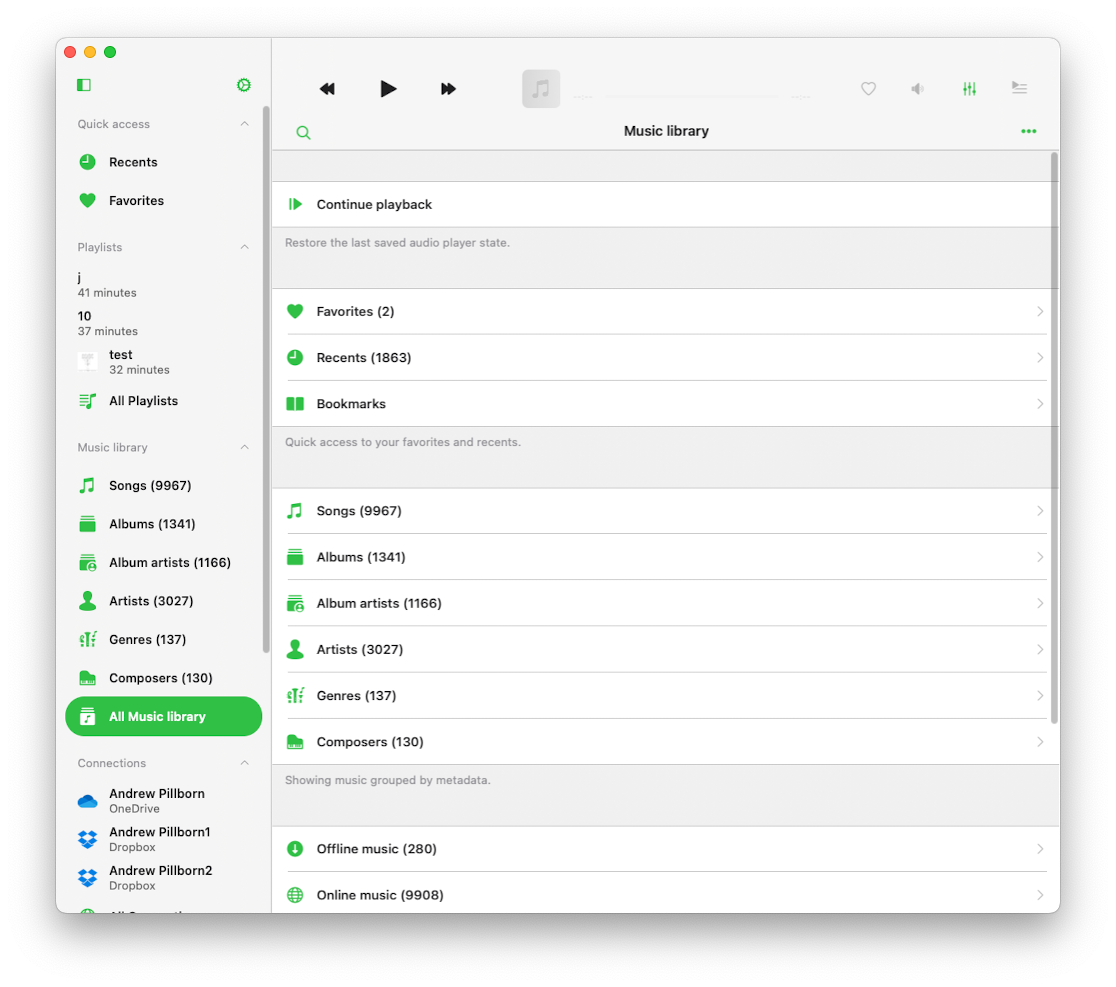 Quick access
Recents
Favorites
Playlists
j
41 minutes
10
37 minutes
test
32 minutes
All Playlists
Music library
Songs (9967)
Albums (1341)
Album artists (1166)
Artists (3027)
Genres (137)
Composers (130)
All Music library
Connections
Andrew Pillborn
OneDrive
Andrew Pillborn1
Dropbox
Andrew Pillborn2
Dropbox
Music library
Continue playback
Restore the last saved audio player state.
Favorites (2)
Recents (1863)
Bookmarks
Quick access to your favorites and recents.
Songs (9967)
Albums (1341)
Album artists (1166)
Artists (3027)
Genres (137)
Composers (130)
Showing music grouped by metadata.
Offline music (280)
Online music (9908)